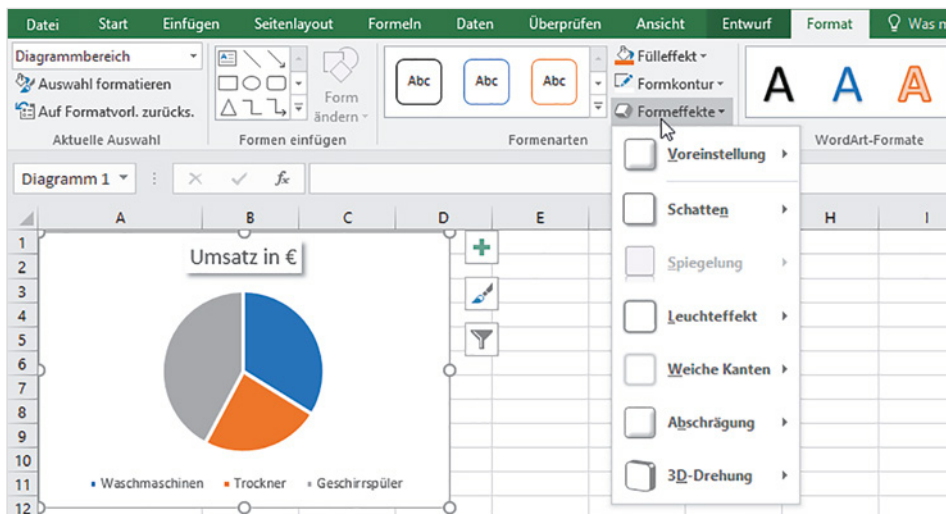 Datei Start Einfügen Seitenlayout Formeln Daten Überprüfen Ansicht Entwurf Format Was
Diagrammbereich
Auswahl formatieren
Auf Formatvorl. zurücks.
Aktuelle Auswahl
Form
ändern
Formen einfügen
Abc Abc Abc
Formenarten
Fülleffekt
Formkontur
Formeffekte
A A A
WordArt-Formate
Voreinstellung
Schatten
Spiegelung
Leuchteffekt
Weiche Kanten
Abschrägung
3D-Drehung
Diagramm 1 fx
A B C D E H I
1
2
3
4
5
6
7
8
9
10
11
12
Umsatz in €
Waschmaschinen Trockner Geschirrspüler